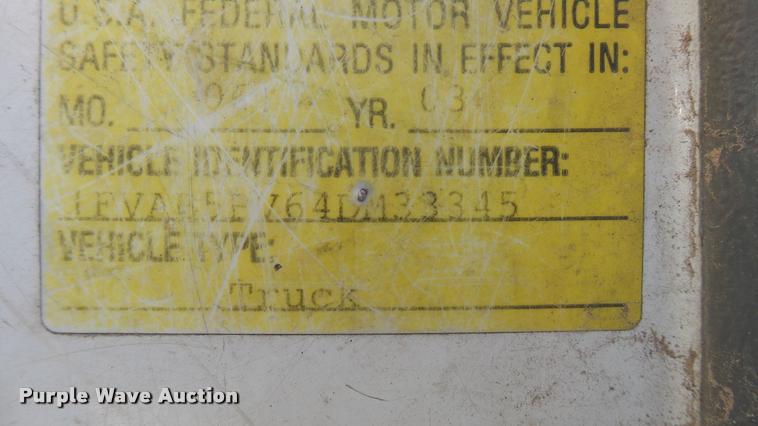 U.S.A. FEDERAL MOTOR VEHICLE
SAFETY STANDARDS IN EFFECT IN:
MO. YR. 03
VEHICLE IDENTIFICATION NUMBER:
VEHICLE TYPE:
Truck
Purple Wave Auction